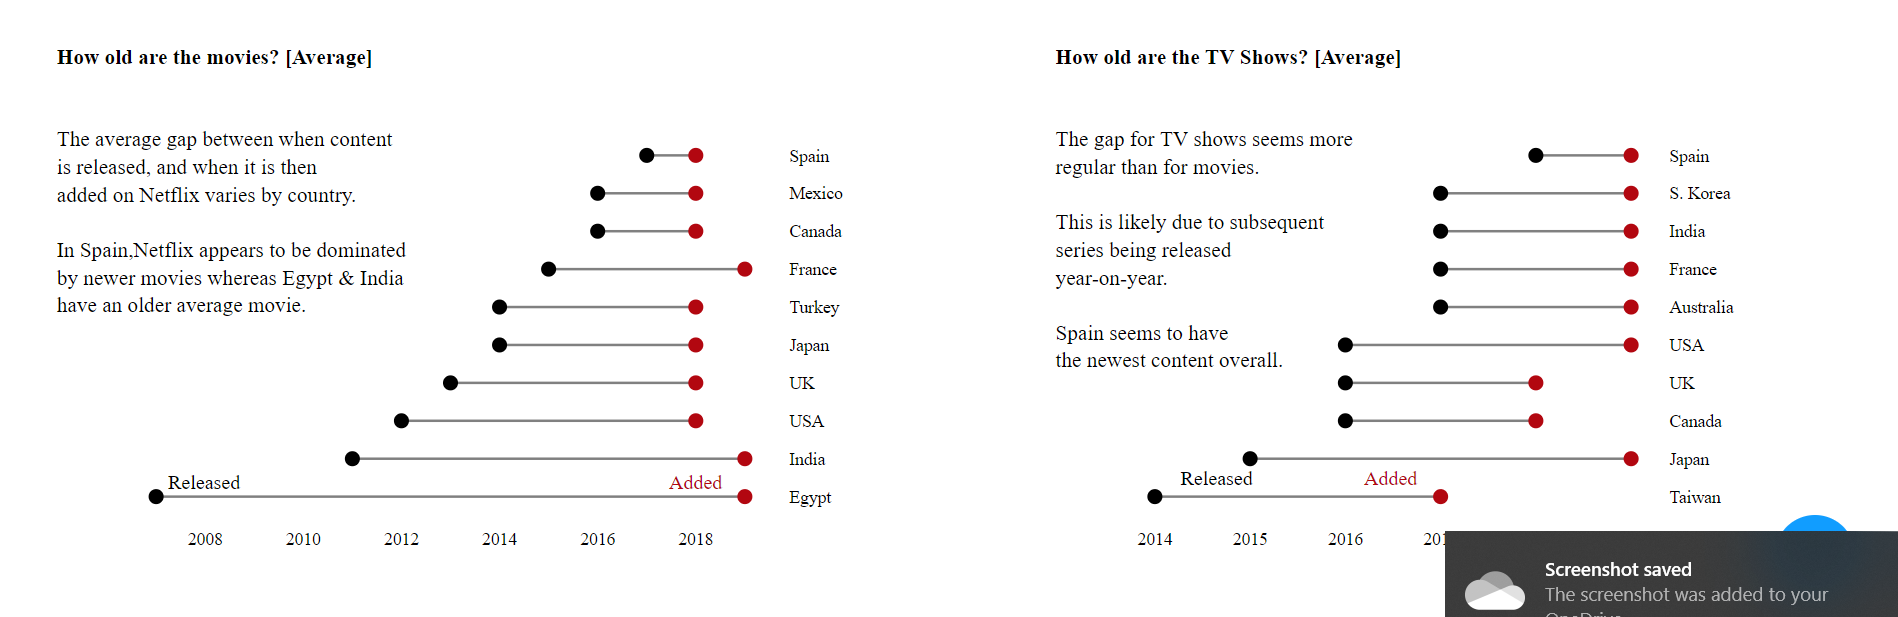 How old are the movies? [Average]
The average gap between when content
is released, and when it is then
added on Netflix varies by country.
In Spain,Netflix appears to be dominated
by newer movies whereas Egypt & India
have an older average movie.
Spain
Mexico
Canada
France
Turkey
Japan
UK
USA
India
Egypt
Released
Added
2008
2010
2012
2014
2016
2018
How old are the TV Shows? [Average]
The gap for TV shows seems more
regular than for movies.
This is likely due to subsequent
series being released
year-on-year.
Spain seems to have
the newest content overall.
Spain
S. Korea
India
France
Australia
USA
UK
Canada
Japan
Taiwan
Released
Added
2014
2015
2016
Screenshot saved
The screenshot was added to your